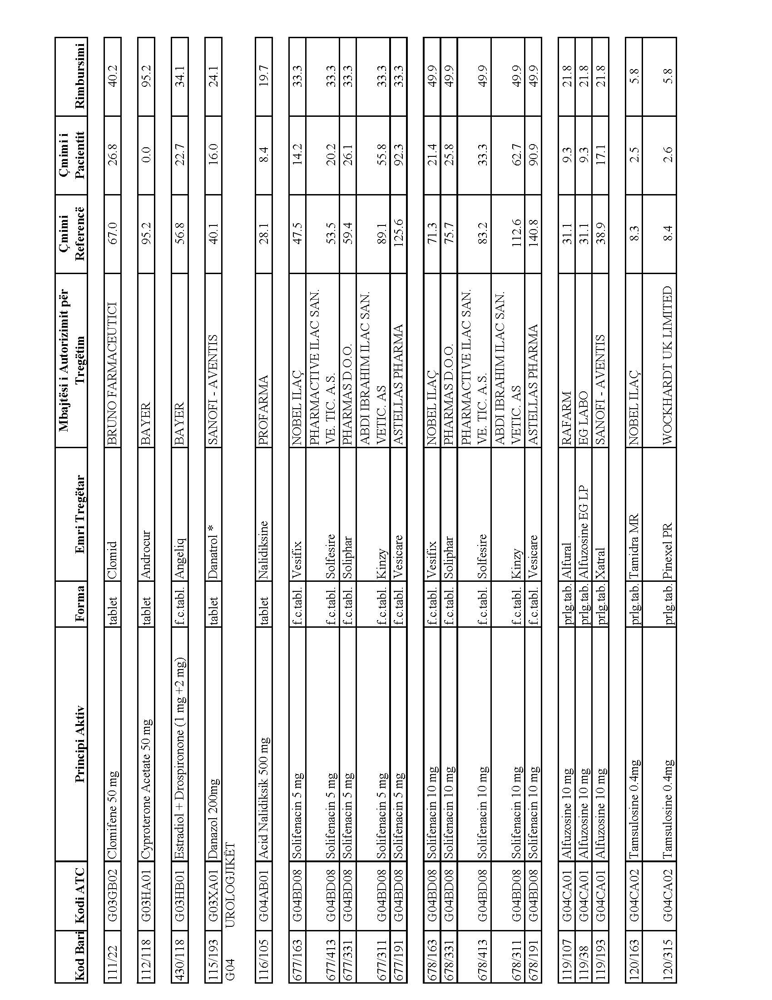 Kod Bari Kodi ATC Principi Aktiv Forma Emri Tregëtar Mbajtësi i Autorizimit për Tregëtim Çmimi Referencë Çmimi i Pacientit Rimbursimi
111/22 G03GB02 Clomifene 50 mg tablet Clomid BRUNO FARMACEUTICI 67.0 26.8 40.2
112/118 G03HA01 Cyproterone Acetate 50 mg tablet Androcur BAYER 95.2 0.0 95.2
430/118 G03HB01 Estradiol + Drospironone (1 mg +2 mg) f.c.tabl. Angeliq BAYER 56.8 22.7 34.1
115/193 G03XA01 Danazol 200mg tablet Danatrol * SANOFI - AVENTIS 40.1 16.0 24.1
G04 UROLOGJIKËT
116/105 G04AB01 Acid Nalidiksik 500 mg tablet Nalidiksine PROFARMA 28.1 8.4 19.7
677/163 G04BD08 Solifenacin 5 mg f.c.tabl. Vesifix NOBEL ILAÇ 47.5 14.2 33.3
677/413 G04BD08 Solifenacin 5 mg f.c.tabl. Solfesire PHARMACTIVE ILAC SAN. VE. TIC. A.S. 53.5 20.2 33.3
677/331 G04BD08 Solifenacin 5 mg f.c.tabl. Soliphar PHARMAS D.O.O. 59.4 26.1 33.3
677/311 G04BD08 Solifenacin 5 mg f.c.tabl. Kinzy ABDI IBRAHIM ILAC SAN. VETIC. AS 89.1 55.8 33.3
677/191 G04BD08 Solifenacin 5 mg f.c.tabl. Vesicare ASTELLAS PHARMA 125.6 92.3 33.3
678/163 G04BD08 Solifenacin 10 mg f.c.tabl. Vesifix NOBEL ILAÇ 71.3 21.4 49.9
678/331 G04BD08 Solifenacin 10 mg f.c.tabl. Soliphar PHARMAS D.O.O. 75.7 25.8 49.9
678/413 G04BD08 Solifenacin 10 mg f.c.tabl. Solfesire PHARMACTIVE ILAC SAN. VE. TIC. A.S. 83.2 33.3 49.9
678/311 G04BD08 Solifenacin 10 mg f.c.tabl. Kinzy ABDI IBRAHIM ILAC SAN. VETIC. AS 112.6 62.7 49.9
678/191 G04BD08 Solifenacin 10 mg f.c.tabl. Vesicare ASTELLAS PHARMA 140.8 90.9 49.9
119/107 G04CA01 Alfuzosine 10 mg prlg.tab. Alfural RAFARM 31.1 9.3 21.8
119/38 G04CA01 Alfuzosine 10 mg prlg.tab. Alfuzosine EG LP EG LABO 31.1 9.3 21.8
119/193 G04CA01 Alfuzosine 10 mg prlg.tab. Xatral SANOFI - AVENTIS 38.9 17.1 21.8
120/163 G04CA02 Tamsulosine 0.4mg prlg.tab. Tamidra MR NOBEL ILAÇ 8.3 2.5 5.8
120/315 G04CA02 Tamsulosine 0.4mg prlg.tab. Pinexel PR WOCKHARDT UK LIMITED 8.4 2.6 5.8